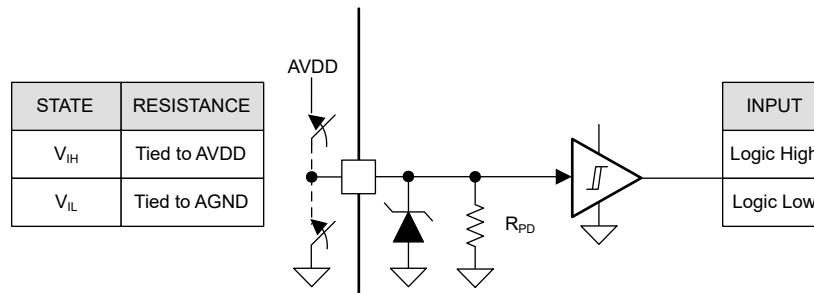 AVDD
STATE RESISTANCE
V_IH Tied to AVDD
V_IL Tied to AGND
R_PD
INPUT
Logic High
Logic Low